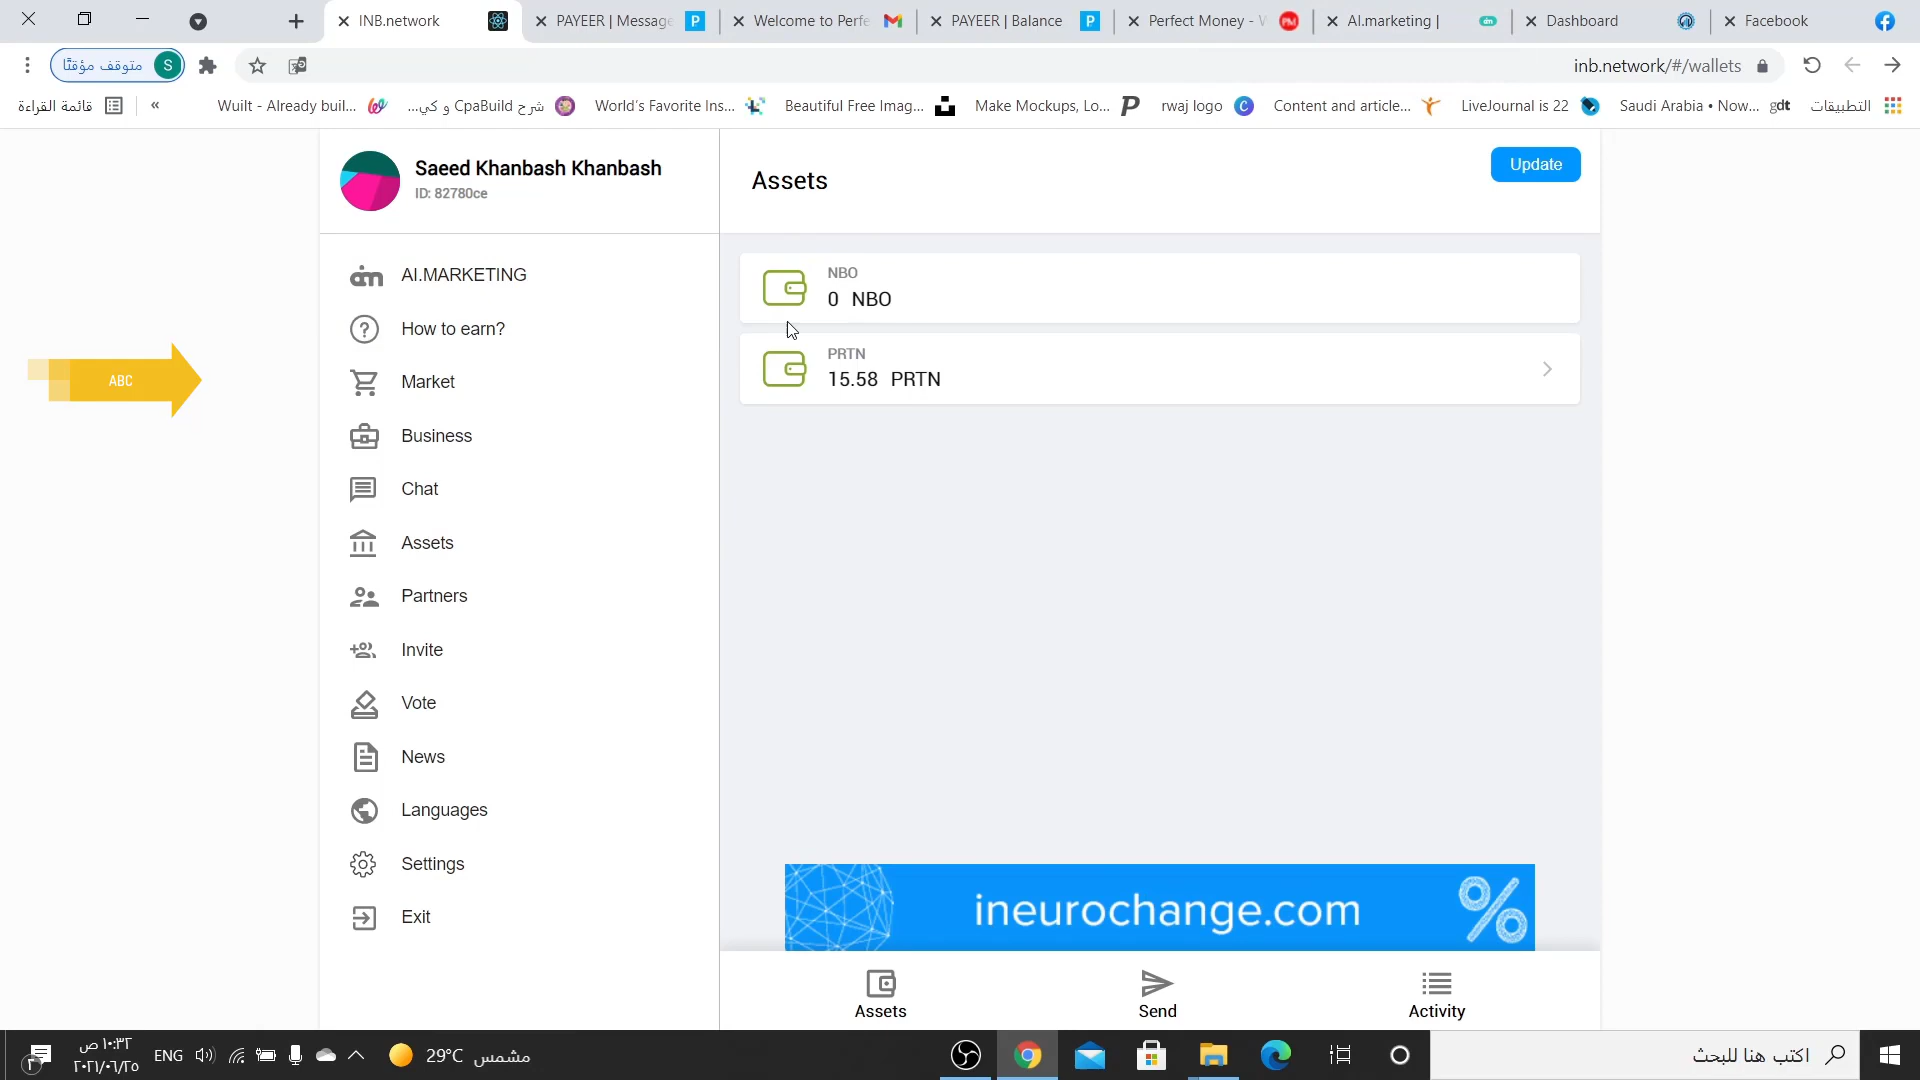 INB.network
PAYEER | Message
Welcome to Perfe
PAYEER | Balance
Perfect Money - W
AI.marketing |
Dashboard
Facebook
متوقف مؤقتًا
S
inb.network/#/wallets
قائمة القراءة
«
Wuilt - Already buil...
شرح CpaBuild و كي...
World's Favorite Ins...
Beautiful Free Imag...
Make Mockups, Lo...
rwaj logo
Content and article...
LiveJournal is 22
Saudi Arabia • Now...
gdt
التطبيقات
Saeed Khanbash Khanbash
ID: 82780ce
Assets
Update
AI.MARKETING
How to earn?
Market
Business
Chat
Assets
Partners
Invite
Vote
News
Languages
Settings
Exit
ABC
NBO
0 NBO
PRTN
15.58 PRTN
ineurochange.com
%
Assets
Send
Activity
١٠:٣٢ ص
٢٠٢١/٠٦/٢٥
ENG
29°C مشمس
اكتب هنا للبحث